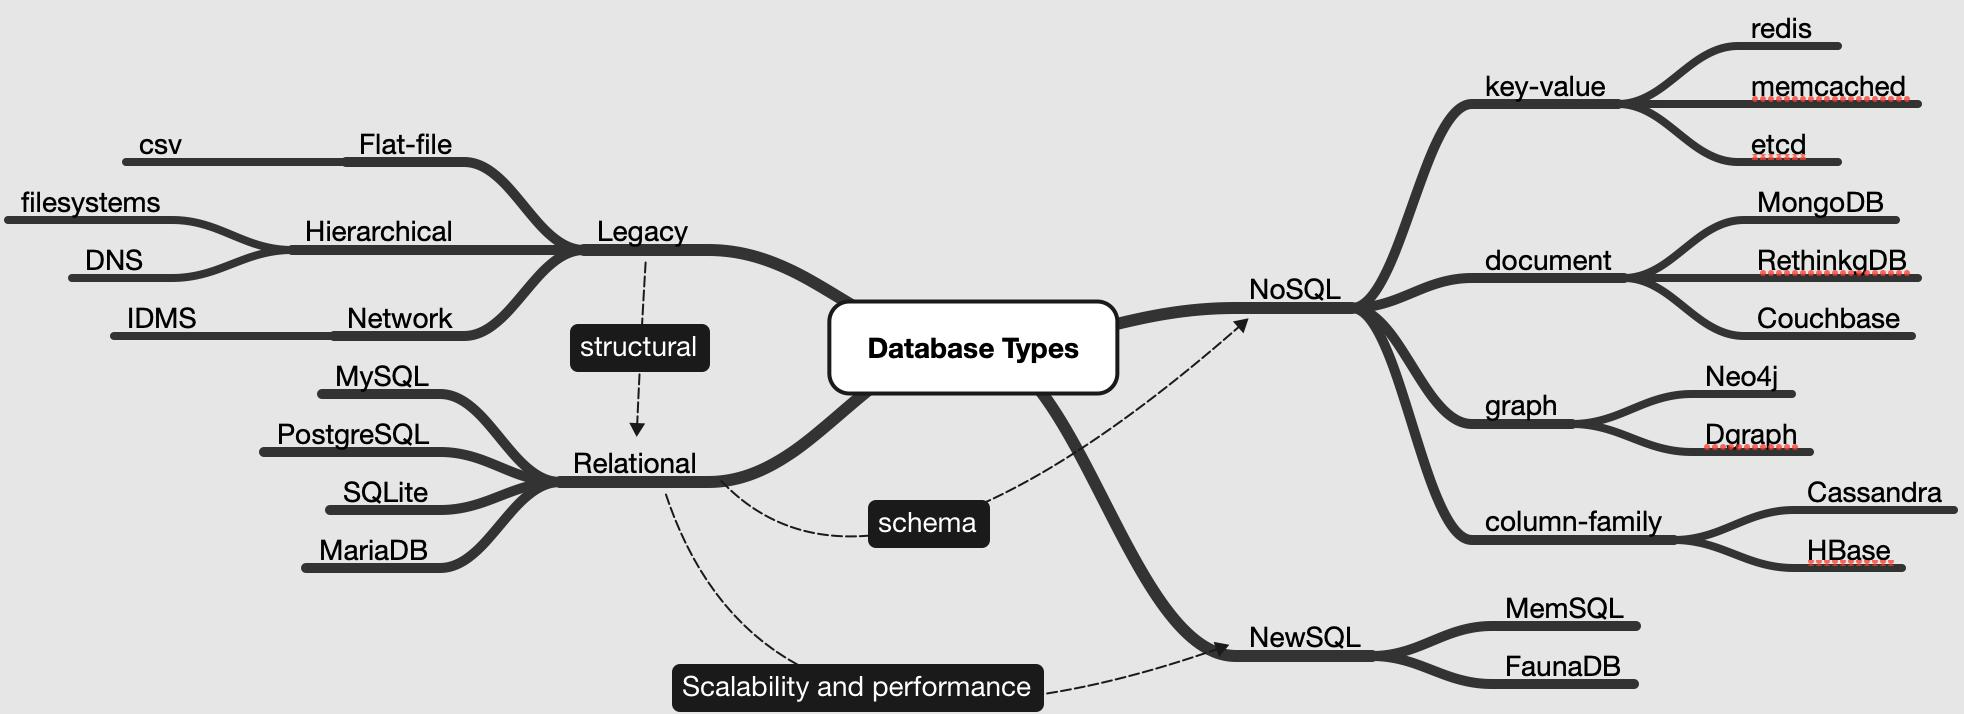 Database Types
Legacy
Flat-file
csv
Hierarchical
filesystems
DNS
Network
IDMS
structural
Relational
MySQL
PostgreSQL
SQLite
MariaDB
schema
Scalability and performance
NoSQL
key-value
redis
memcached
etcd
document
MongoDB
RethinkgDB
Couchbase
graph
Neo4j
Dgraph
column-family
Cassandra
HBase
NewSQL
MemSQL
FaunaDB